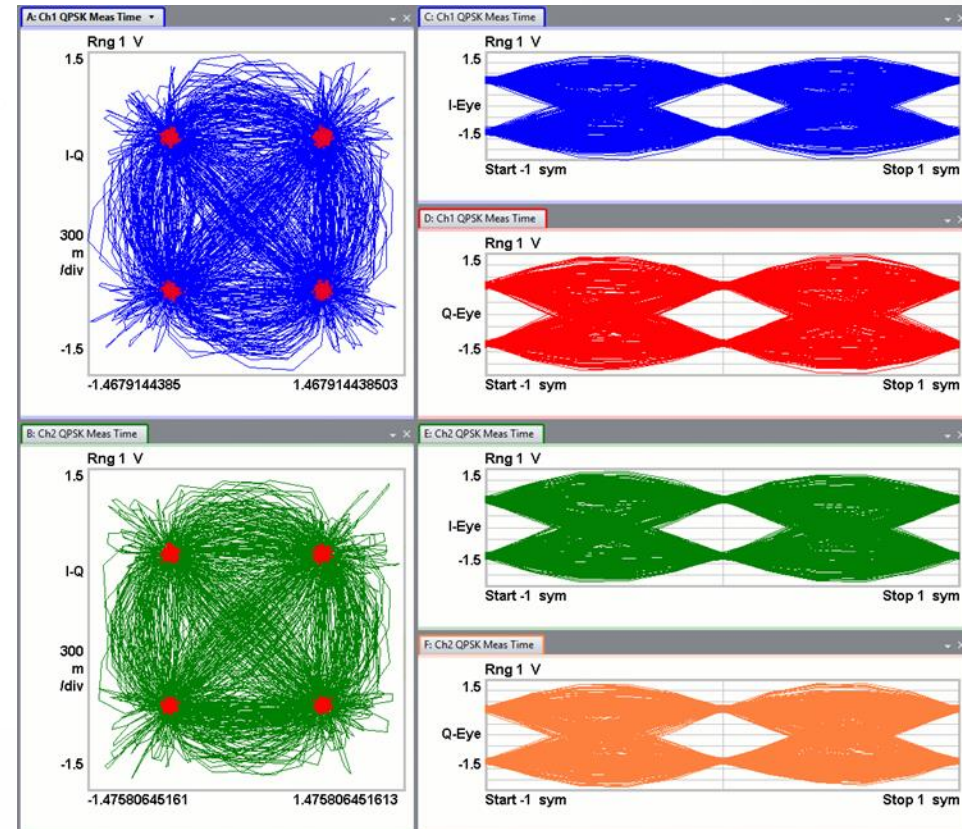 A: Ch1 QPSK Meas Time
Rng 1 V
1.5
I-Q
300
m
/div
-1.5
-1.4679144385 1.467914438503
C: Ch1 QPSK Meas Time
Rng 1 V
1.5
I-Eye
-1.5
Start -1 sym Stop 1 sym
D: Ch1 QPSK Meas Time
Rng 1 V
1.5
Q-Eye
-1.5
Start -1 sym Stop 1 sym
B: Ch2 QPSK Meas Time
Rng 1 V
1.5
I-Q
300
m
/div
-1.5
-1.47580645161 1.475806451613
E: Ch2 QPSK Meas Time
Rng 1 V
1.5
I-Eye
-1.5
Start -1 sym Stop 1 sym
F: Ch2 QPSK Meas Time
Rng 1 V
1.5
Q-Eye
-1.5
Start -1 sym Stop 1 sym